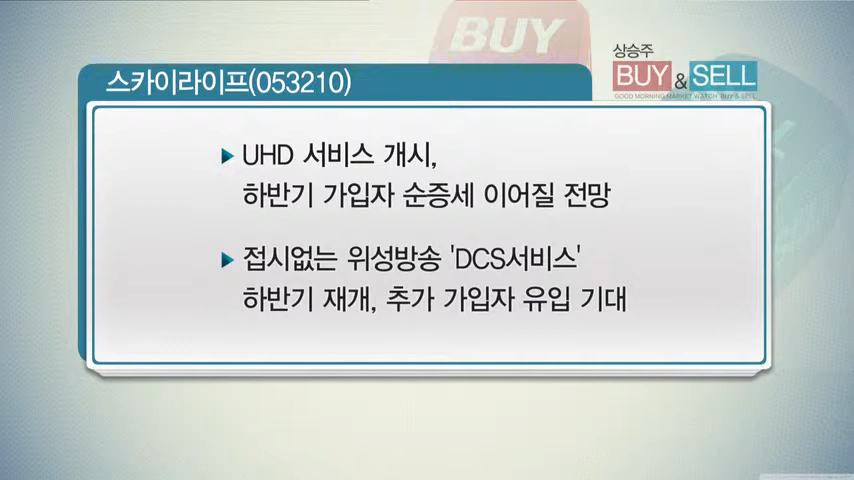 BUY
상승주
BUY & SELL
GOOD MORNING MARKET WATCH BUY & SELL
스카이라이프(053210)
UHD 서비스 개시,
하반기 가입자 순증세 이어질 전망
접시없는 위성방송 'DCS서비스'
하반기 재개, 추가 가입자 유입 기대